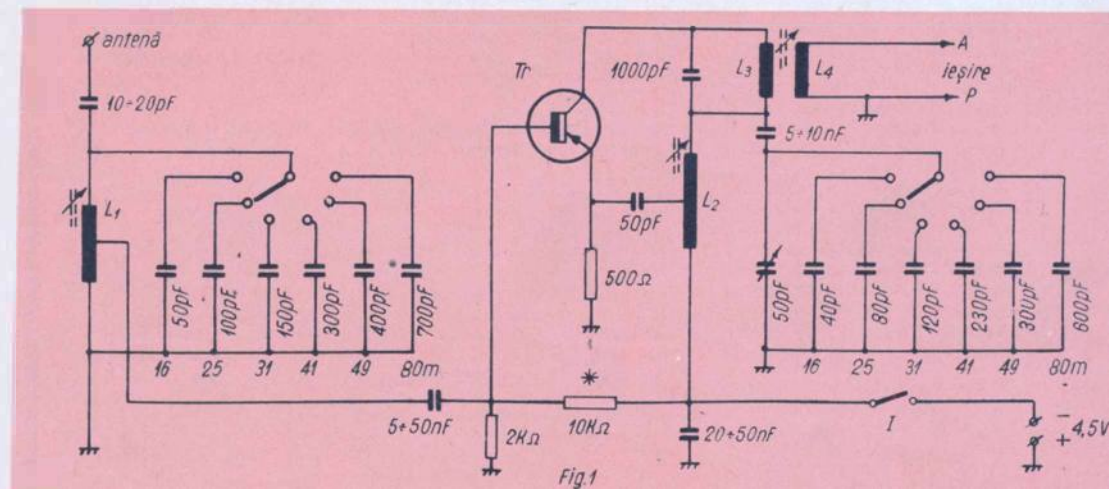 antenă
10÷20pF
L1
50pF
100pF
150pF
300pF
400pF
700pF
16 25 31 41 49 80m
Tr
1000pF
L3
L4
A
ieşire
P
5÷10nF
50pF
L2
500Ω
50pF
40pF
80pF
120pF
230pF
300pF
600pF
16 25 31 41 49 80m
*
5÷50nF
2KΩ
10KΩ
20÷50nF
I
−
+
4,5V
Fig.1